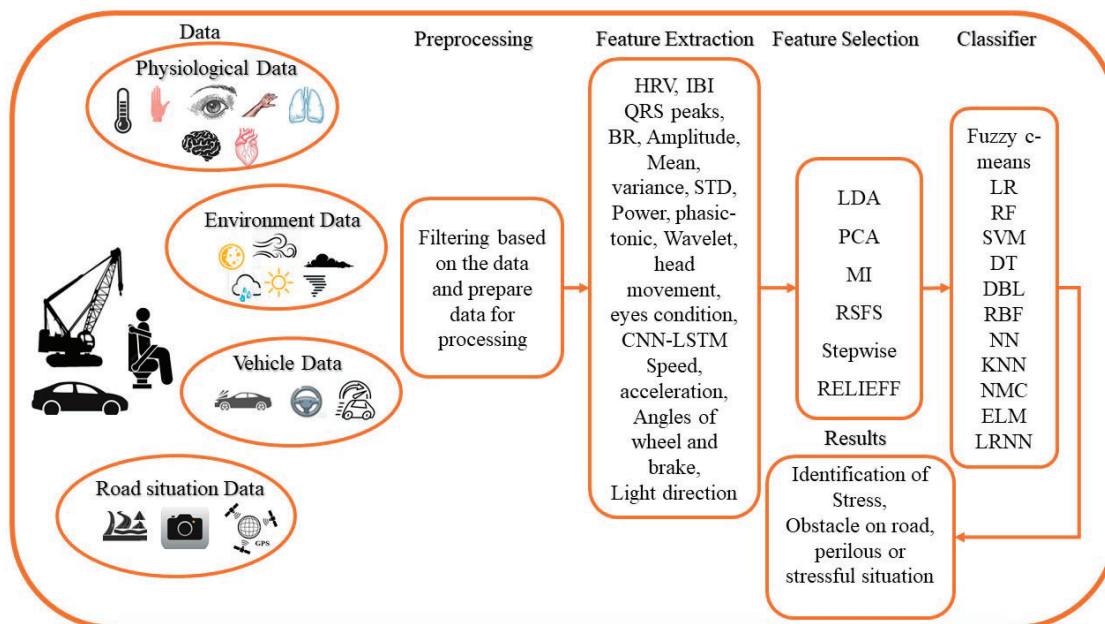 Data
Physiological Data
Environment Data
Vehicle Data
Road situation Data
GPS
Preprocessing
Filtering based
on the data
and prepare
data for
processing
Feature Extraction
HRV, IBI
QRS peaks,
BR, Amplitude,
Mean,
variance, STD,
Power, phasic-
tonic, Wavelet,
head
movement,
eyes condition,
CNN-LSTM
Speed,
acceleration,
Angles of
wheel and
brake,
Light direction
Feature Selection
LDA
PCA
MI
RSFS
Stepwise
RELIEFF
Classifier
Fuzzy c-
means
LR
RF
SVM
DT
DBL
RBF
NN
KNN
NMC
ELM
LRNN
Results
Identification of
Stress,
Obstacle on road,
perilous or
stressful situation